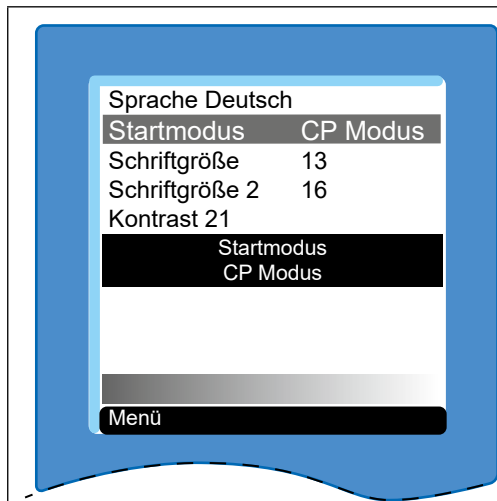 Sprache Deutsch
Startmodus CP Modus
Schriftgröße 13
Schriftgröße 2 16
Kontrast 21
Startmodus
CP Modus
Menü